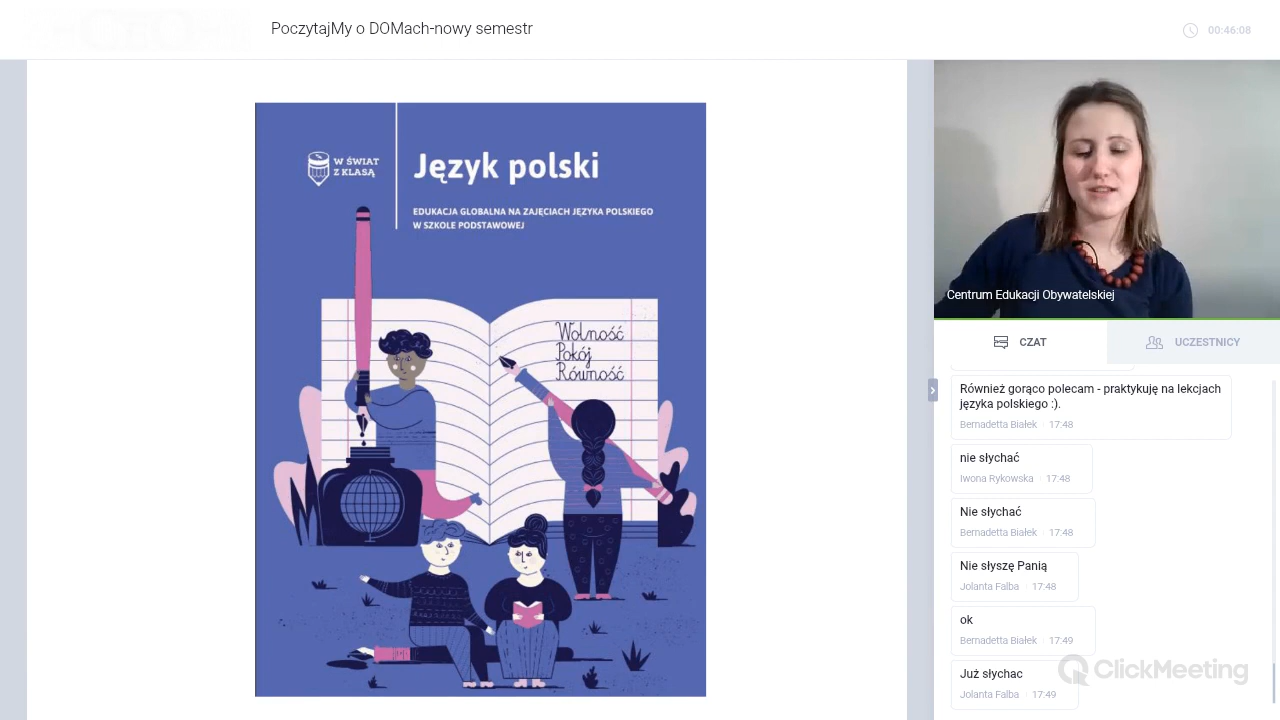 PoczytajMy o DOMach-nowy semestr
00:46:08
W ŚWIAT
Z KLASĄ
Język polski
EDUKACJA GLOBALNA NA ZAJĘCIACH JĘZYKA POLSKIEGO
W SZKOLE PODSTAWOWEJ
Wolność
Pokój
Równość
Centrum Edukacji Obywatelskiej
CZAT
UCZESTNICY
Również gorąco polecam - praktykuję na lekcjach
języka polskiego :).
Bernadetta Białek 17:48
nie słychać
Iwona Rykowska 17:48
Nie słychać
Bernadetta Białek 17:48
Nie słyszę Panią
Jolanta Falba 17:48
ok
Bernadetta Białek 17:49
Już słychac
Jolanta Falba 17:49
ClickMeeting